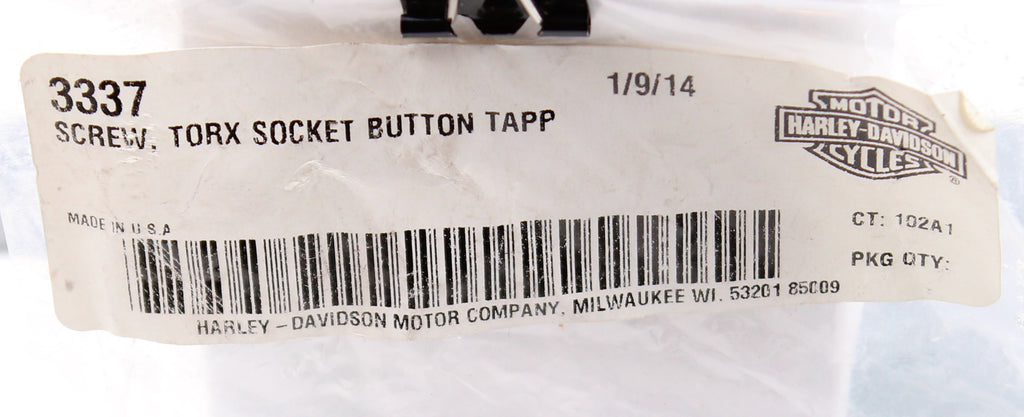 3337
1/9/14
SCREW, TORX SOCKET BUTTON TAPP
MOTOR
HARLEY-DAVIDSON
CYCLES
®
MADE IN U S A
CT: 102A1
PKG QTY:
HARLEY-DAVIDSON MOTOR COMPANY, MILWAUKEE WI. 53201 85009